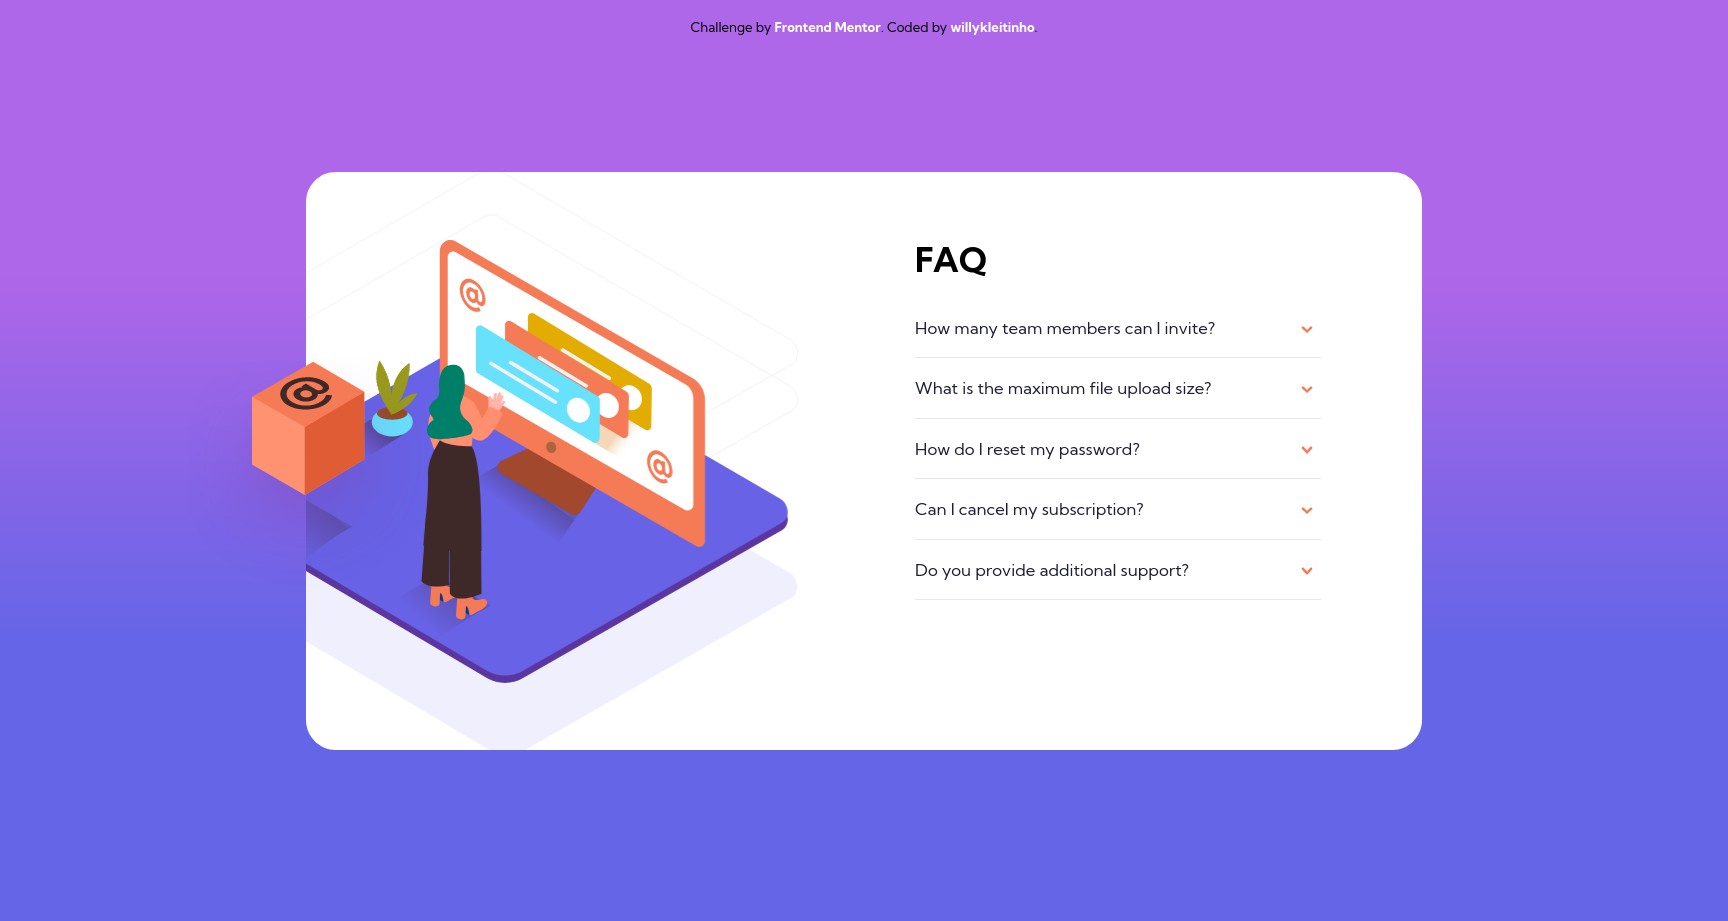 Challenge by Frontend Mentor. Coded by willykleitinho.
FAQ
How many team members can I invite?
What is the maximum file upload size?
How do I reset my password?
Can I cancel my subscription?
Do you provide additional support?
@
@
@